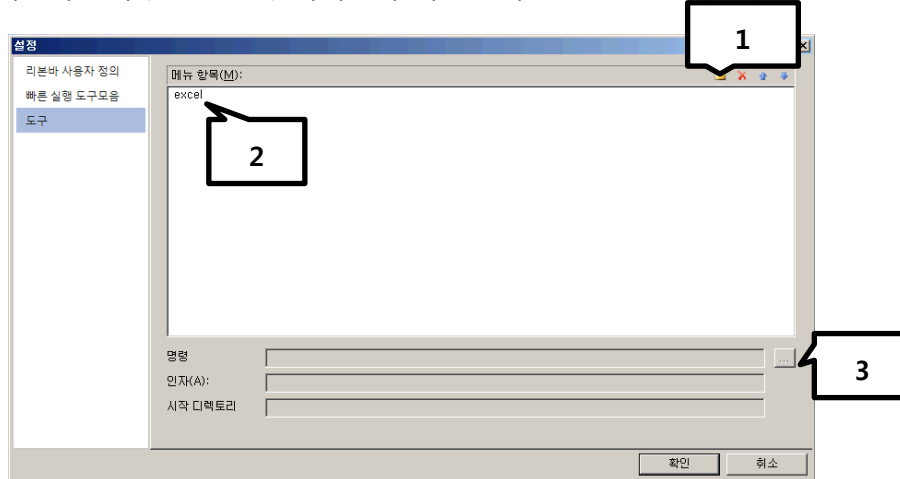 1
설정
리본바 사용자 정의
빠른 실행 도구모음
도구
메뉴 항목(M):
excel
2
명령
...
인자(A):
시작 디렉토리
3
확인
취소